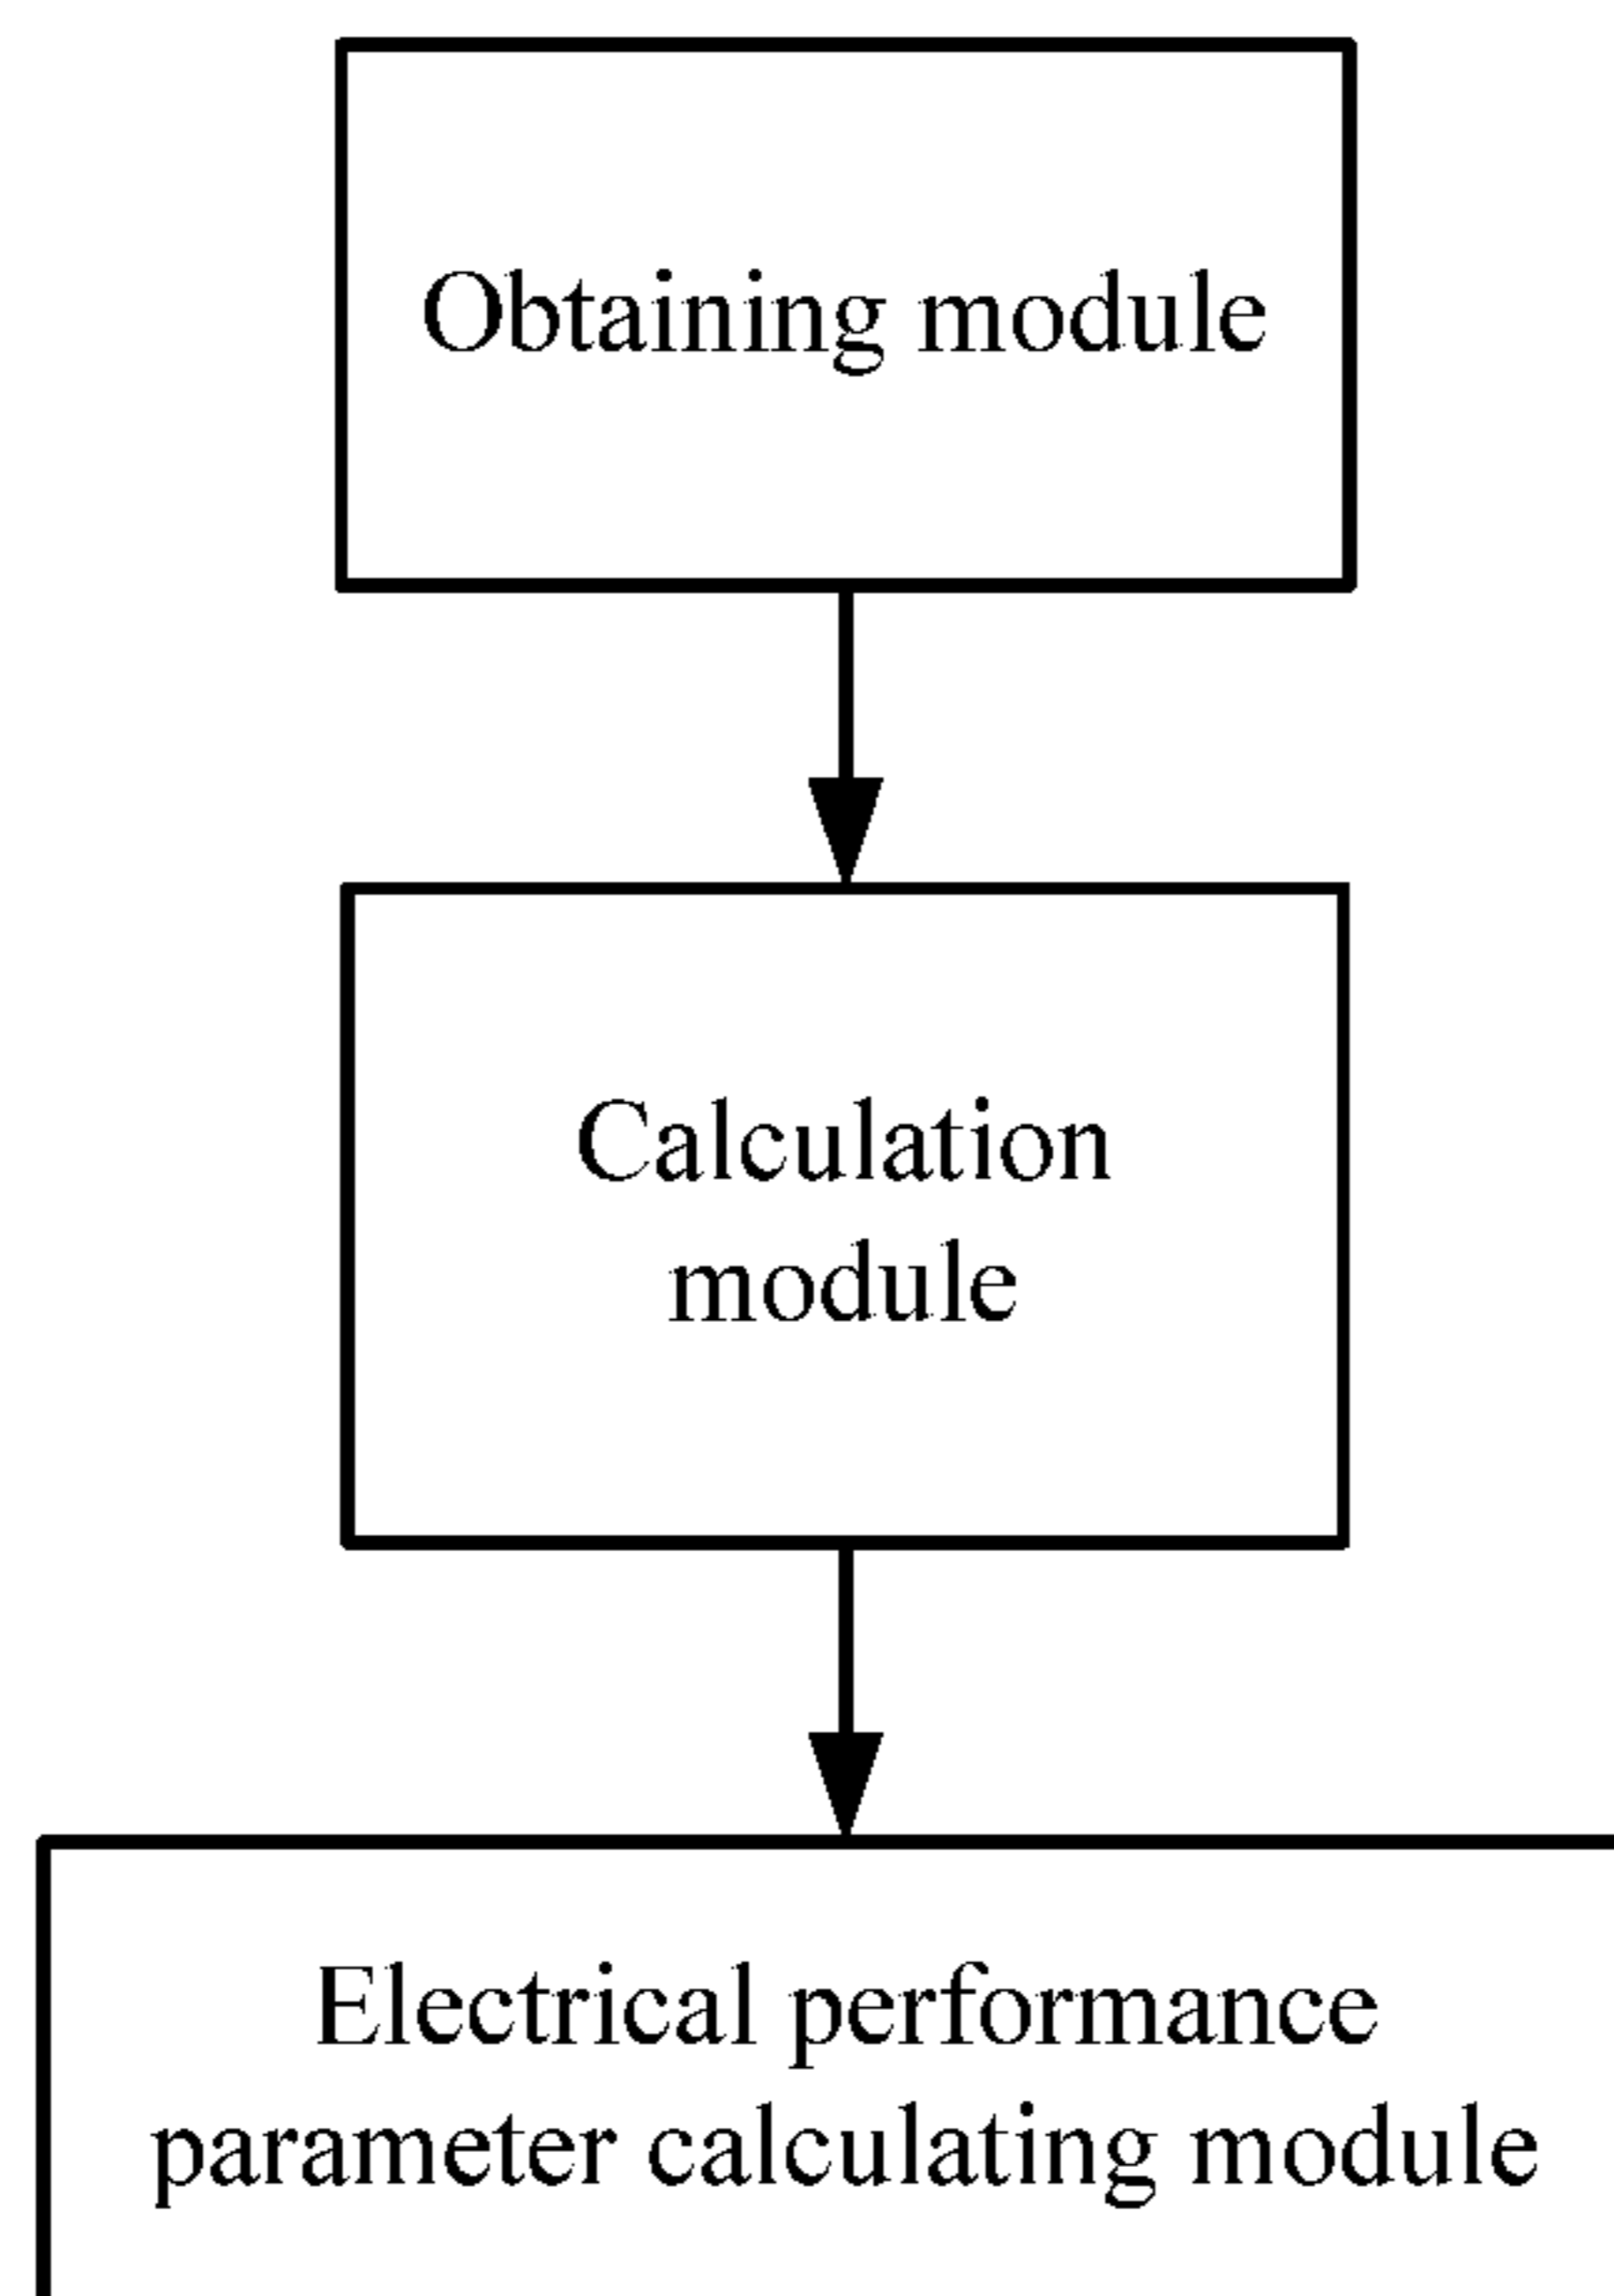 Obtaining module
Calculation
module
Electrical performance
parameter calculating module